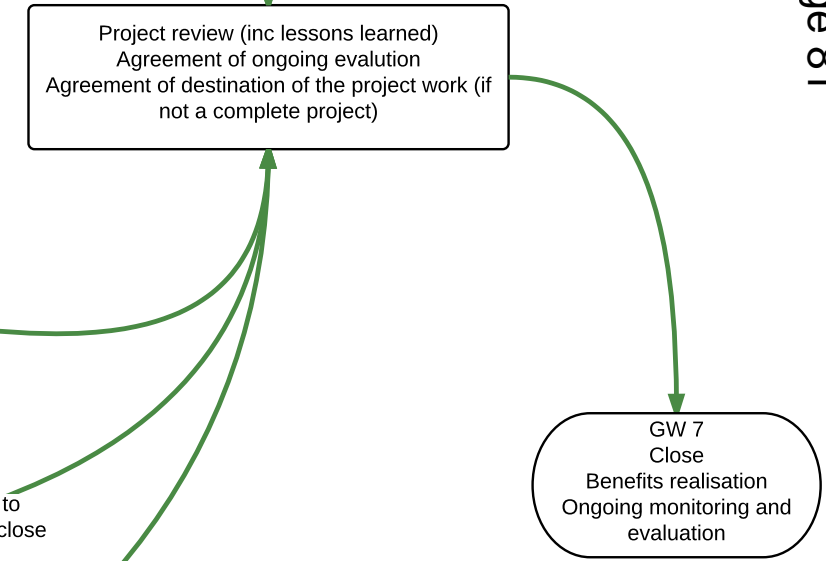 Project review (inc lessons learned)
Agreement of ongoing evalution
Agreement of destination of the project work (if
not a complete project)
GW 7
Close
Benefits realisation
Ongoing monitoring and
evaluation
to
close